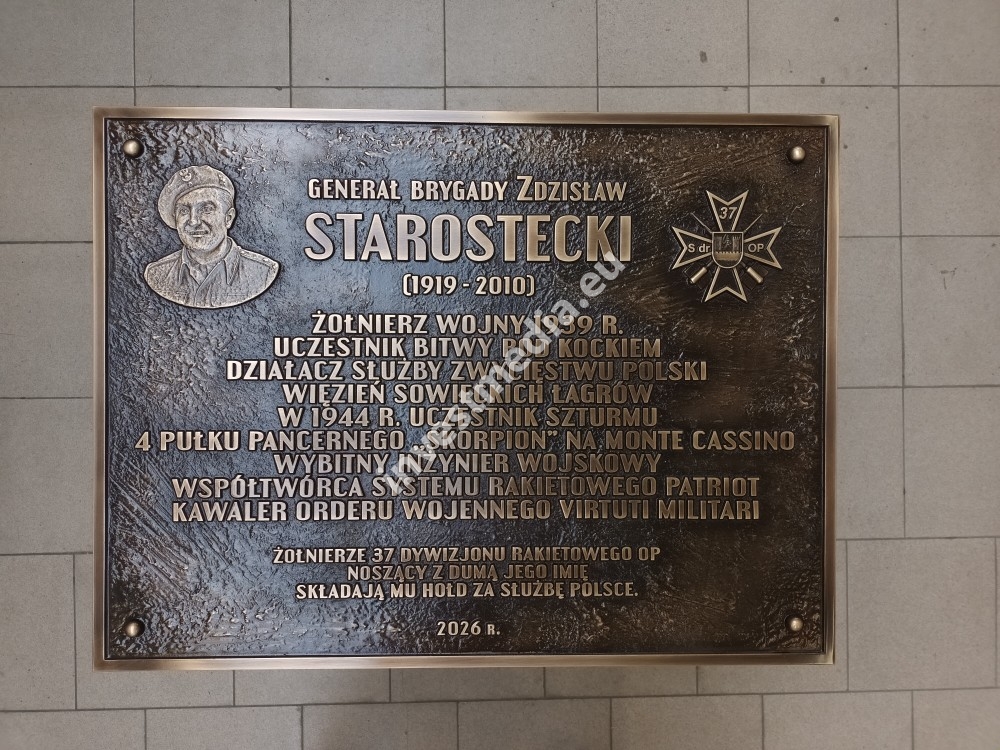 GENERAŁ BRYGADY ZDZISŁAW
STAROSTECKI
(1919 - 2010)
37
S dr OP
ŻOŁNIERZ WOJNY 1939 R.
UCZESTNIK BITWY POD KOCKIEM
DZIAŁACZ SŁUŻBY ZWYCIĘSTWU POLSKI
WIĘZIEŃ SOWIECKICH ŁAGRÓW
W 1944 R. UCZESTNIK SZTURMU
4 PUŁKU PANCERNEGO „SKORPION” NA MONTE CASSINO
WYBITNY INŻYNIER WOJSKOWY
WSPÓŁTWÓRCA SYSTEMU RAKIETOWEGO PATRIOT
KAWALER ORDERU WOJENNEGO VIRTUTI MILITARI
ŻOŁNIERZE 37 DYWIZJONU RAKIETOWEGO OP
NOSZĄCY Z DUMĄ JEGO IMIĘ
SKŁADAJĄ MU HOŁD ZA SŁUŻBĘ POLSCE.
2026 R.
investmedia.eu